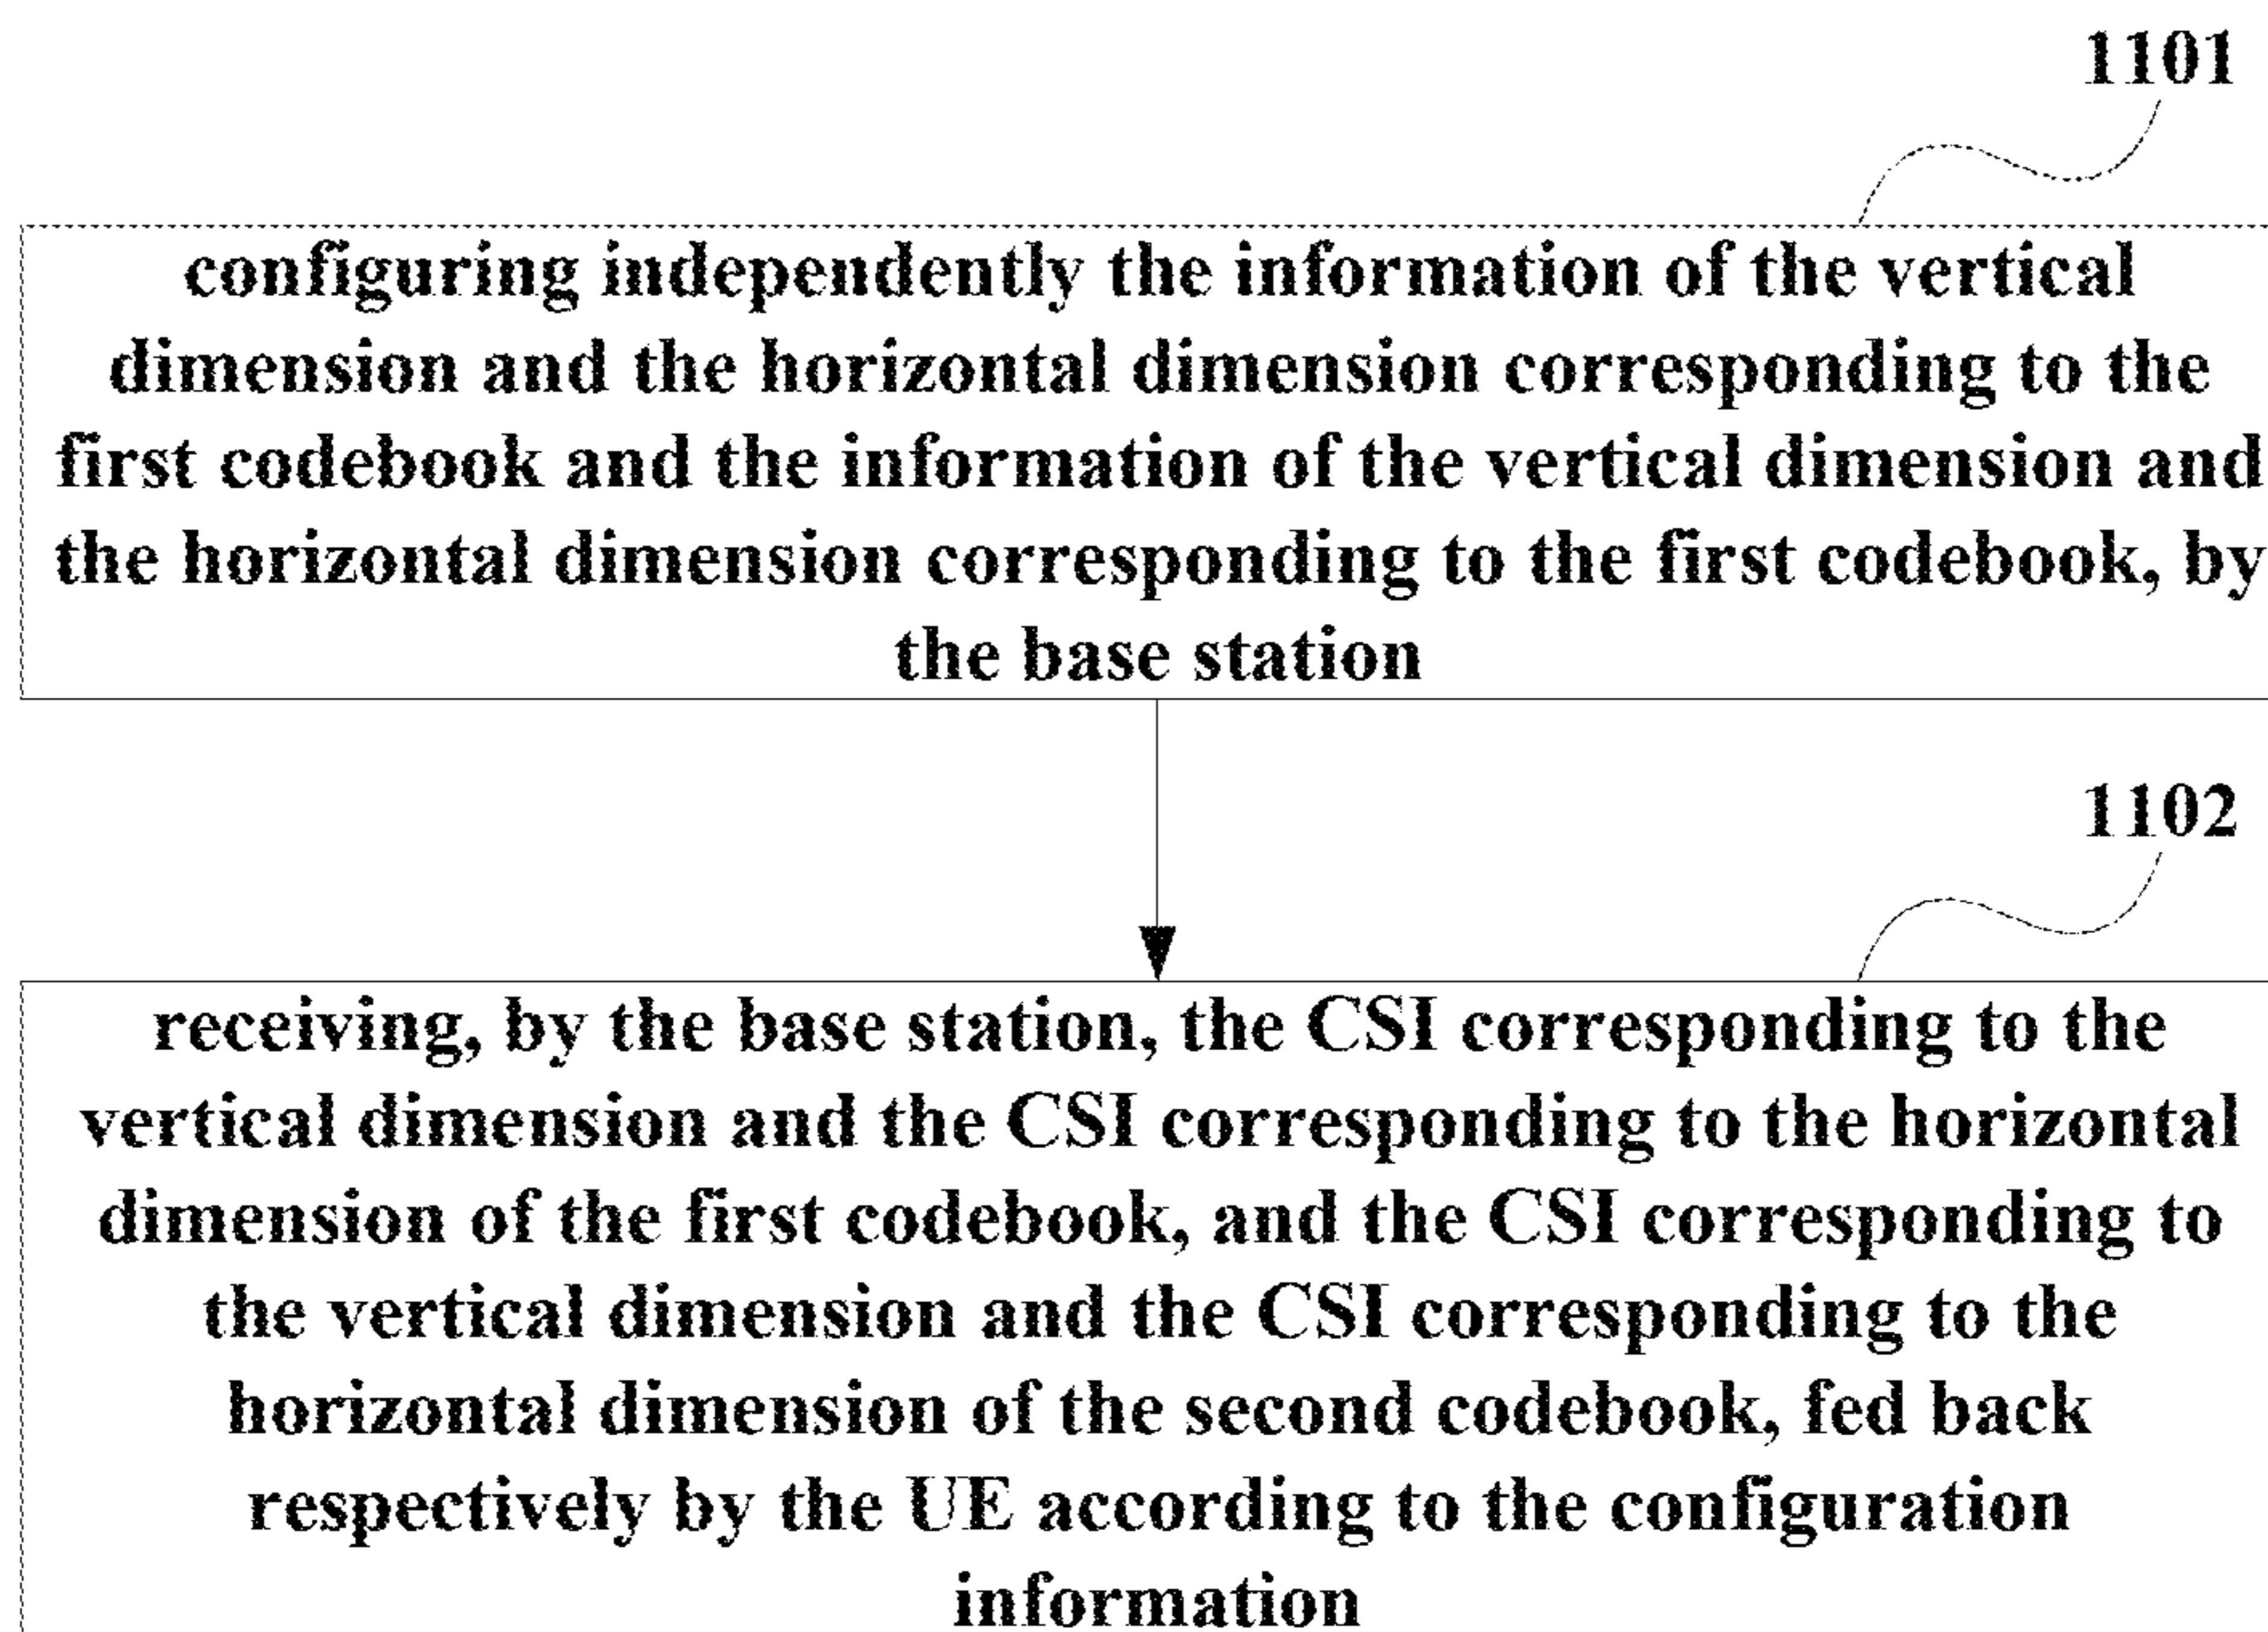 1101
configuring independently the information of the vertical
dimension and the horizontal dimension corresponding to the
first codebook and the information of the vertical dimension and
the horizontal dimension corresponding to the first codebook, by
the base station
1102
receiving, by the base station, the CSI corresponding to the
vertical dimension and the CSI corresponding to the horizontal
dimension of the first codebook, and the CSI corresponding to
the vertical dimension and the CSI corresponding to the
horizontal dimension of the second codebook, fed back
respectively by the UE according to the configuration
information